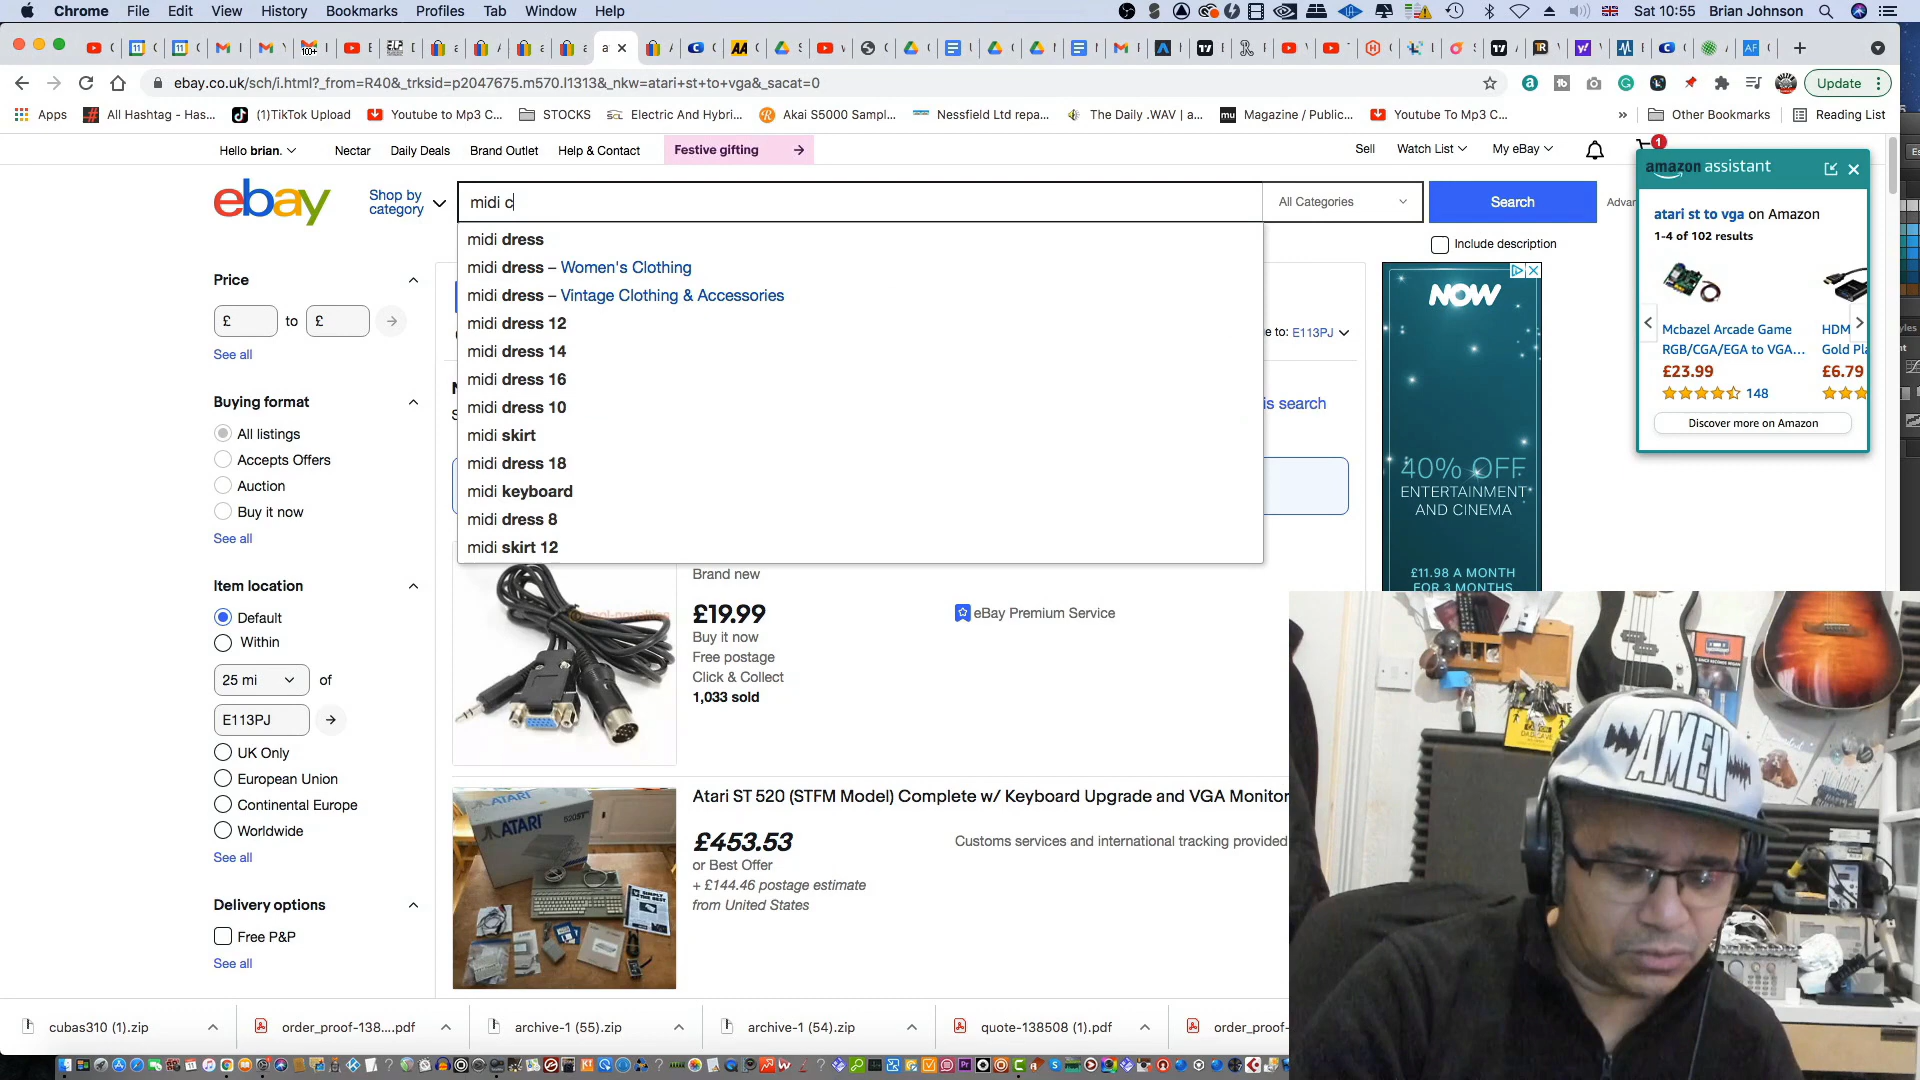 Chrome File Edit View History Bookmarks Profiles Tab Window Help
Sat 10:55 Brian Johnson
ebay.co.uk/sch/i.html?_from=R40&_trksid=p2047675.m570.l1313&_nkw=atari+st+to+vga&_sacat=0
Update
Apps All Hashtag - Has... (1)TikTok Upload Youtube to Mp3 C... STOCKS Electric And Hybri... Akai S5000 Sampl... Nessfield Ltd repa... The Daily .WAV | a... Magazine / Public... Youtube To Mp3 C... » Other Bookmarks Reading List
Hello brian. Nectar Daily Deals Brand Outlet Help & Contact Festive gifting Sell Watch List My eBay 1
ebay
Shop by category
midi c
All Categories
Search
Include description
midi dress
midi dress – Women's Clothing
midi dress – Vintage Clothing & Accessories
midi dress 12
midi dress 14
midi dress 16
midi dress 10
midi skirt
midi dress 18
midi keyboard
midi dress 8
midi skirt 12
Price
£ to £
See all
Buying format
All listings
Accepts Offers
Auction
Buy it now
See all
Item location
Default
Within
25 mi of
E113PJ
UK Only
European Union
Continental Europe
Worldwide
See all
Delivery options
Free P&P
See all
e to: E113PJ
is search
Brand new
£19.99
Buy it now
Free postage
Click & Collect
1,033 sold
eBay Premium Service
Atari ST 520 (STFM Model) Complete w/ Keyboard Upgrade and VGA Monitor
£453.53
or Best Offer
+ £144.46 postage estimate
from United States
Customs services and international tracking provided
ATARI
NOW
40% OFF
ENTERTAINMENT
AND CINEMA
£11.98 A MONTH
FOR 3 MONTHS
amazon assistant
atari st to vga on Amazon
1-4 of 102 results
Mcbazel Arcade Game
RGB/CGA/EGA to VGA...
£23.99
148
HDM
Gold Pl
£6.79
Discover more on Amazon
AMEN
cubas310 (1).zip
order_proof-138....pdf
archive-1 (55).zip
archive-1 (54).zip
quote-138508 (1).pdf
order_proof-